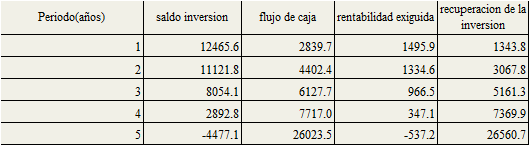 Periodo(años) saldo inversion flujo de caja rentabilidad exiguida recuperacion de la inversion
1 12465.6 2839.7 1495.9 1343.8
2 11121.8 4402.4 1334.6 3067.8
3 8054.1 6127.7 966.5 5161.3
4 2892.8 7717.0 347.1 7369.9
5 -4477.1 26023.5 -537.2 26560.7